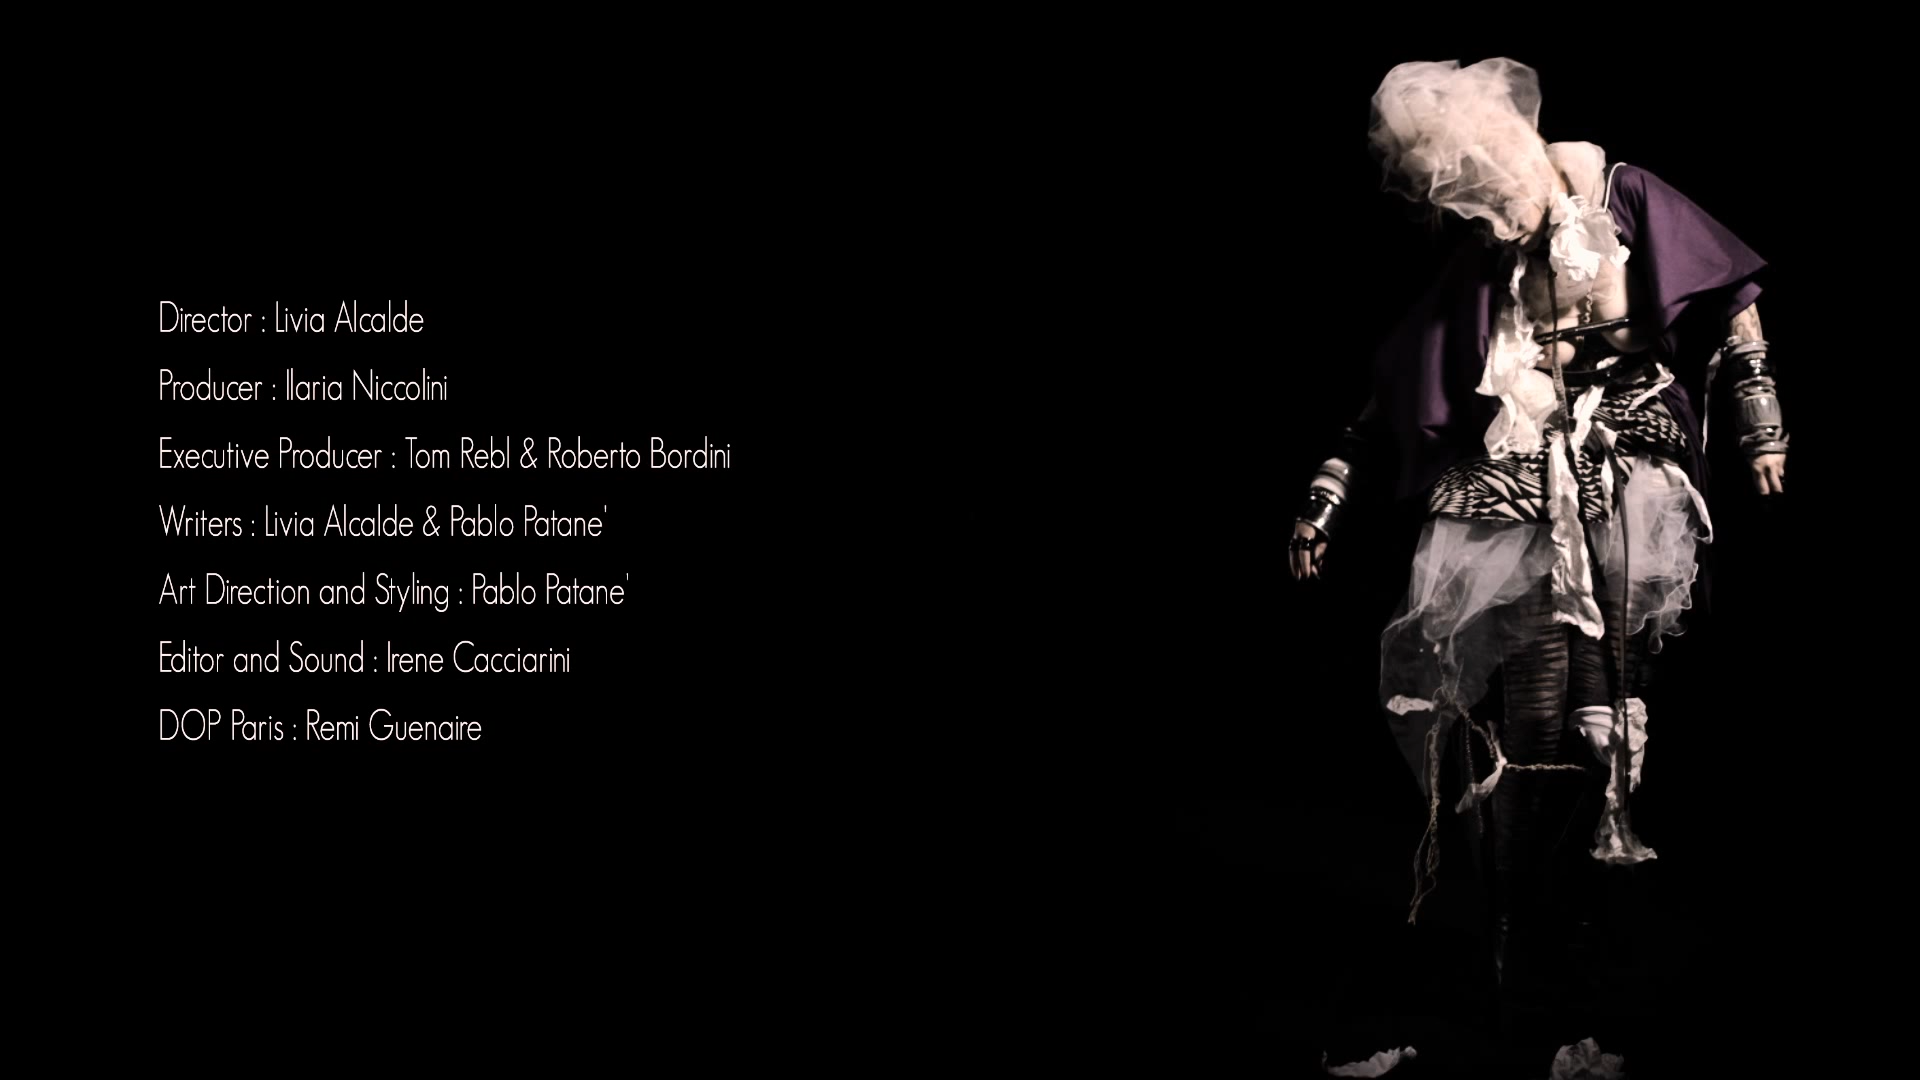 Director : Livia Alcalde
Producer : Ilaria Niccolini
Executive Producer : Tom Rebl & Roberto Bordini
Writers : Livia Alcalde & Pablo Patane'
Art Direction and Styling : Pablo Patane'
Editor and Sound : Irene Cacciarini
DOP Paris : Remi Guenaire